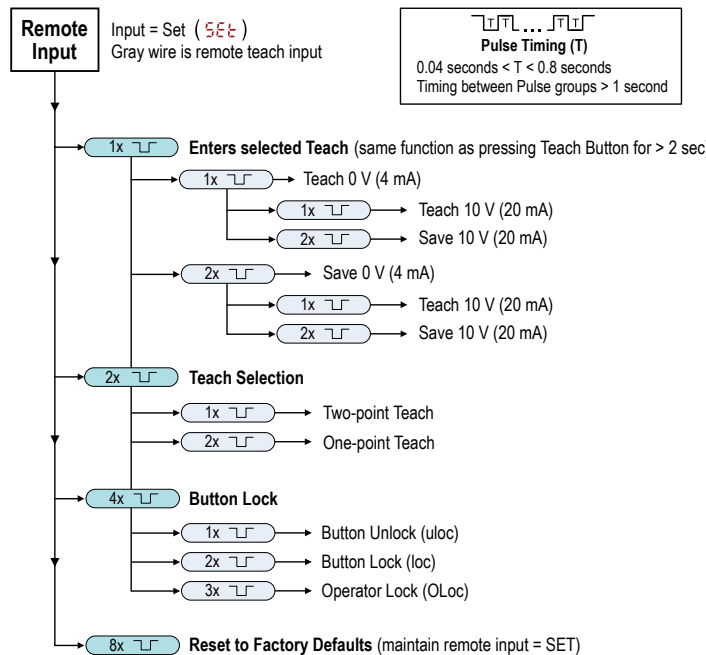 Remote Input
Input = Set ( SEt )
Gray wire is remote teach input
T T ... T T
Pulse Timing (T)
0.04 seconds < T < 0.8 seconds
Timing between Pulse groups > 1 second
1x Enters selected Teach (same function as pressing Teach Button for > 2 sec)
1x Teach 0 V (4 mA)
1x Teach 10 V (20 mA)
2x Save 10 V (20 mA)
2x Save 0 V (4 mA)
1x Teach 10 V (20 mA)
2x Save 10 V (20 mA)
2x Teach Selection
1x Two-point Teach
2x One-point Teach
4x Button Lock
1x Button Unlock (uloc)
2x Button Lock (loc)
3x Operator Lock (OLoc)
8x Reset to Factory Defaults (maintain remote input = SET)